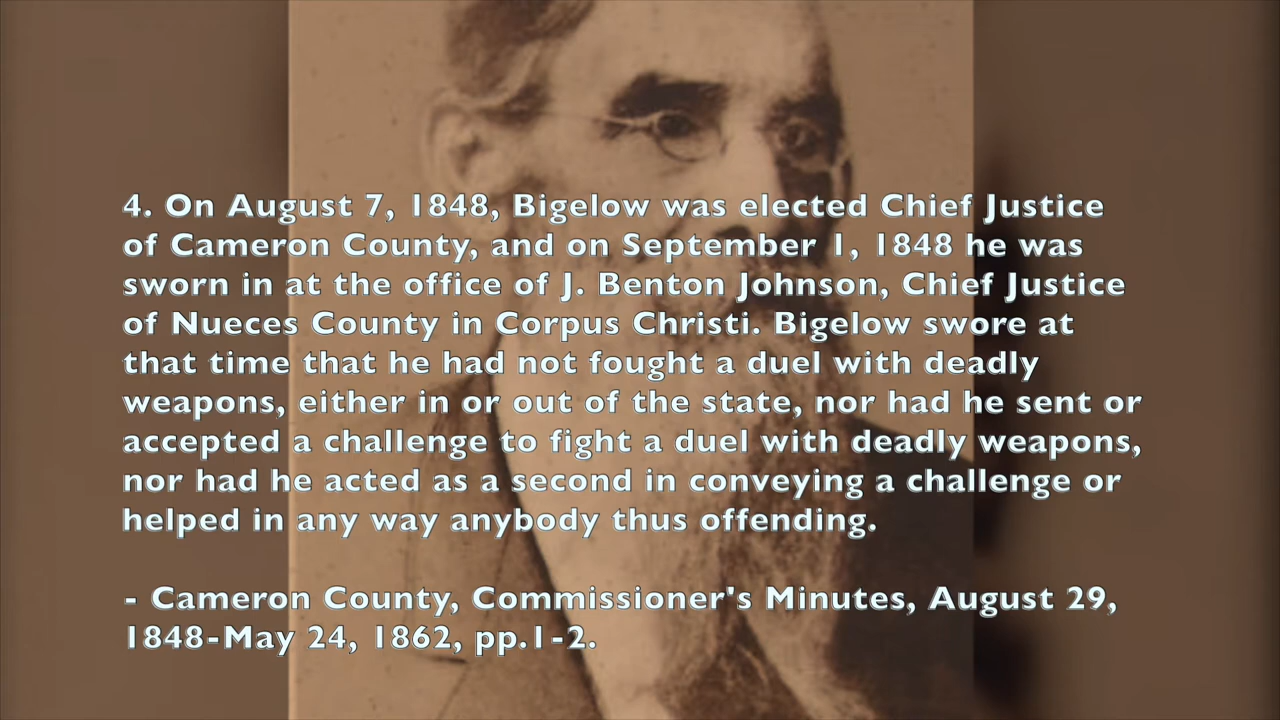 4. On August 7, 1848, Bigelow was elected Chief Justice
of Cameron County, and on September 1, 1848 he was
sworn in at the office of J. Benton Johnson, Chief Justice
of Nueces County in Corpus Christi. Bigelow swore at
that time that he had not fought a duel with deadly
weapons, either in or out of the state, nor had he sent or
accepted a challenge to fight a duel with deadly weapons,
nor had he acted as a second in conveying a challenge or
helped in any way anybody thus offending.
- Cameron County, Commissioner's Minutes, August 29,
1848-May 24, 1862, pp.1-2.